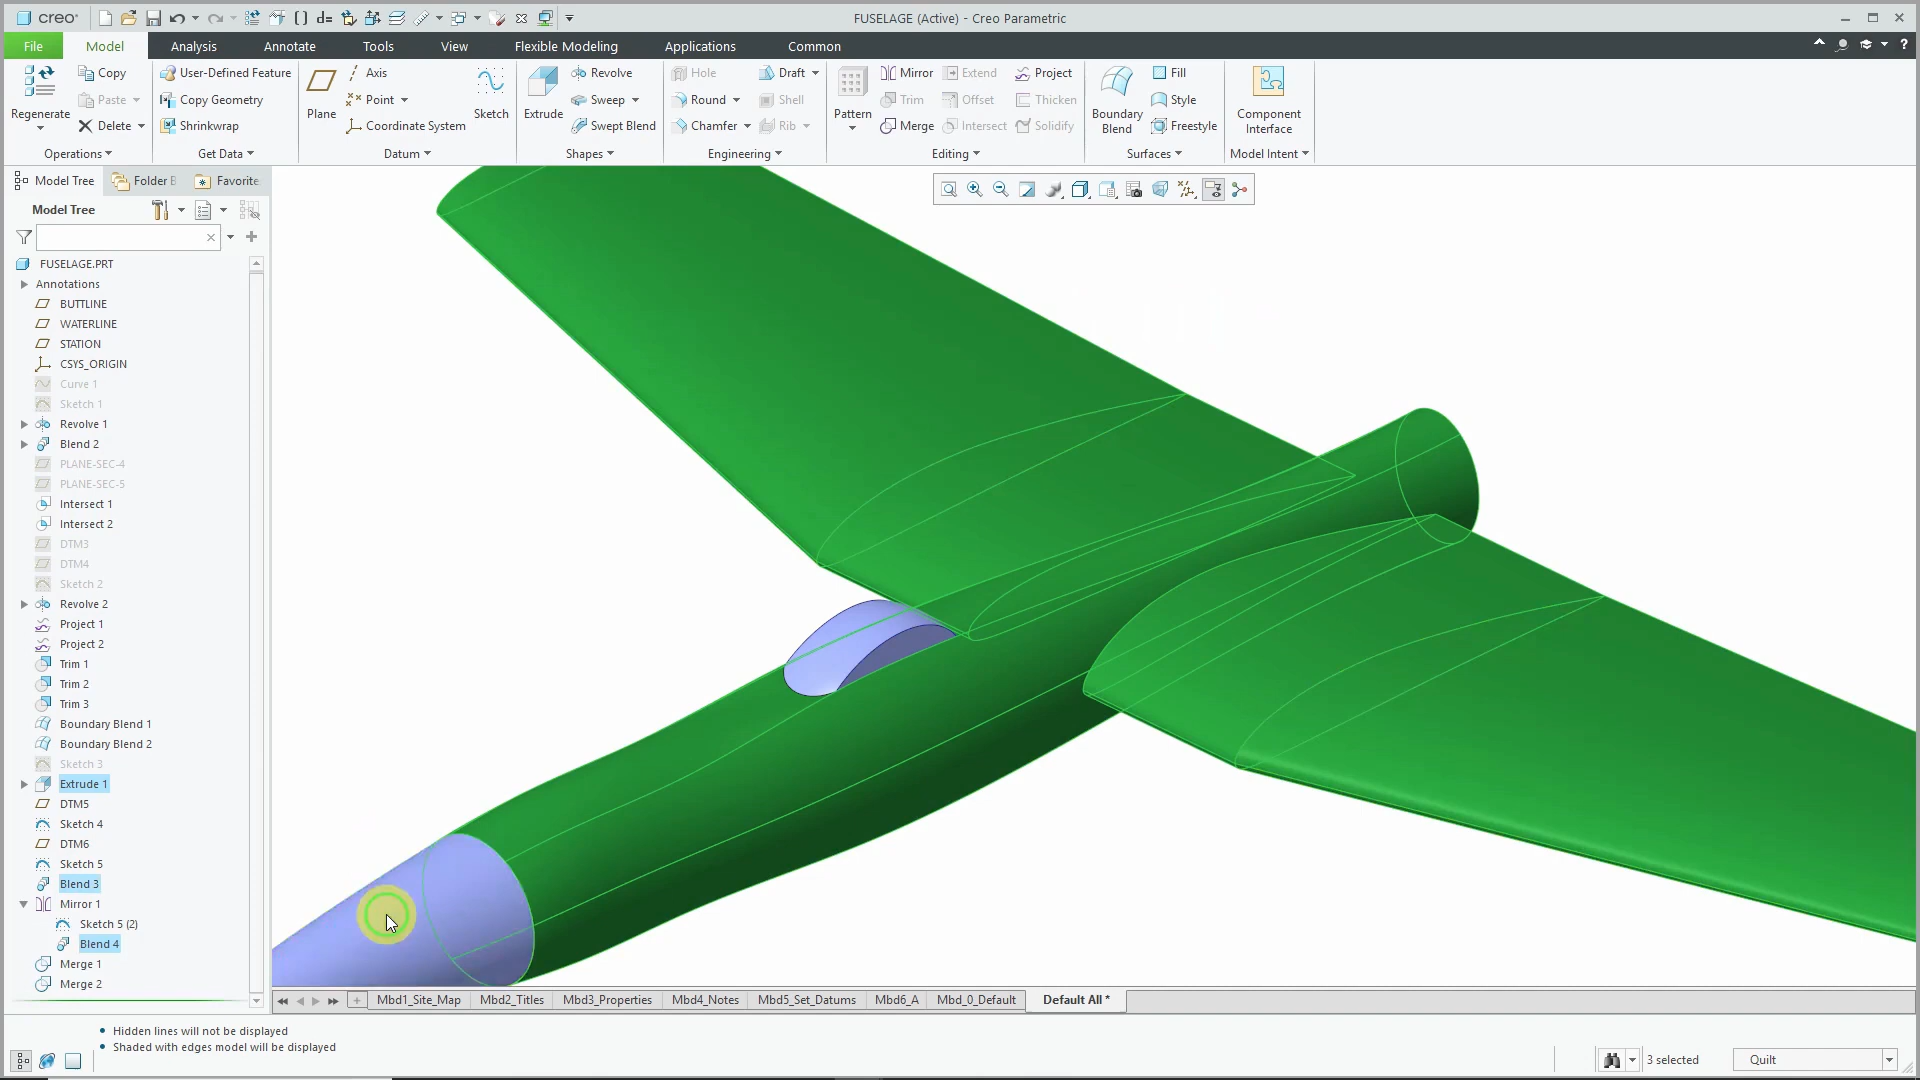 creo
FUSELAGE (Active) - Creo Parametric
File Model Analysis Annotate Tools View Flexible Modeling Applications Common
Regenerate Copy Paste Delete
Operations
User-Defined Feature
Copy Geometry
Shrinkwrap
Get Data
Plane Axis Point Coordinate System Sketch
Datum
Extrude Revolve Sweep Swept Blend
Shapes
Hole Draft
Round Shell
Chamfer Rib
Engineering
Pattern Mirror Extend Project
Trim Offset Thicken
Merge Intersect Solidify
Editing
Boundary Blend Fill Style Freestyle
Surfaces
Component Interface
Model Intent
Model Tree Folder B Favorite
Model Tree
FUSELAGE.PRT
Annotations
BUTTLINE
WATERLINE
STATION
CSYS_ORIGIN
Curve 1
Sketch 1
Revolve 1
Blend 2
PLANE-SEC-4
PLANE-SEC-5
Intersect 1
Intersect 2
DTM3
DTM4
Sketch 2
Revolve 2
Project 1
Project 2
Trim 1
Trim 2
Trim 3
Boundary Blend 1
Boundary Blend 2
Sketch 3
Extrude 1
DTM5
Sketch 4
DTM6
Sketch 5
Blend 3
Mirror 1
Sketch 5 (2)
Blend 4
Merge 1
Merge 2
Mbd1_Site_Map Mbd2_Titles Mbd3_Properties Mbd4_Notes Mbd5_Set_Datums Mbd6_A Mbd_0_Default Default All *
Hidden lines will not be displayed
Shaded with edges model will be displayed
3 selected Quilt